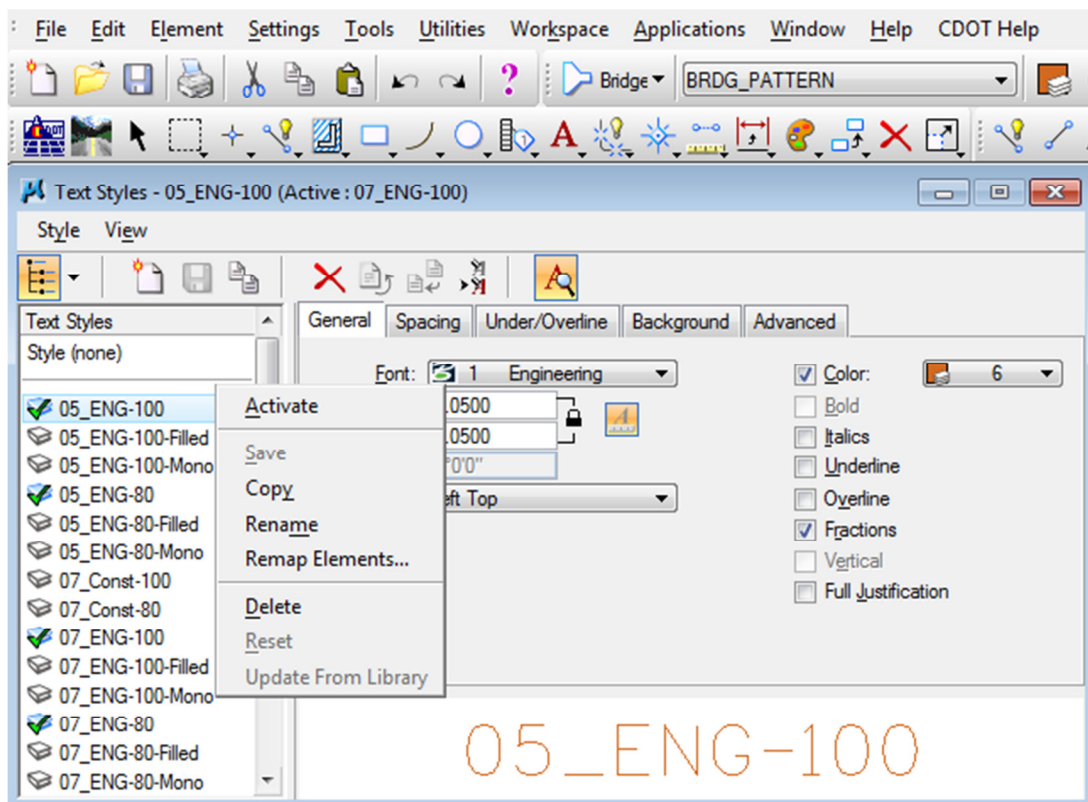 File Edit Element Settings Tools Utilities Workspace Applications Window Help CDOT Help
Bridge BRDG_PATTERN
Text Styles - 05_ENG-100 (Active : 07_ENG-100)
Style View
Text Styles
Style (none)
05_ENG-100
05_ENG-100-Filled
05_ENG-100-Mono
05_ENG-80
05_ENG-80-Filled
05_ENG-80-Mono
07_Const-100
07_Const-80
07_ENG-100
07_ENG-100-Filled
07_ENG-100-Mono
07_ENG-80
07_ENG-80-Filled
07_ENG-80-Mono
Activate
Save
Copy
Rename
Remap Elements...
Delete
Reset
Update From Library
General Spacing Under/Overline Background Advanced
Font: 1 Engineering
.0500
.0500
°0'0"
eft Top
Color: 6
Bold
Italics
Underline
Overline
Fractions
Vertical
Full Justification
05_ENG-100